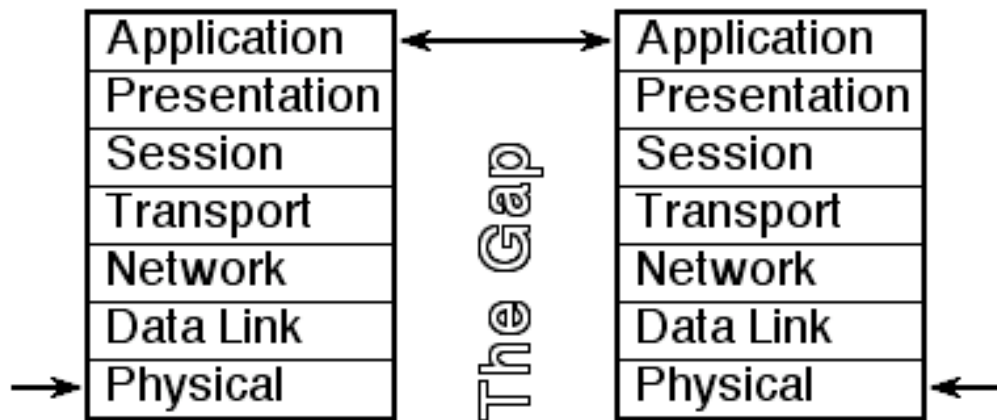 Application
Presentation
Session
Transport
Network
Data Link
Physical
The Gap
Application
Presentation
Session
Transport
Network
Data Link
Physical